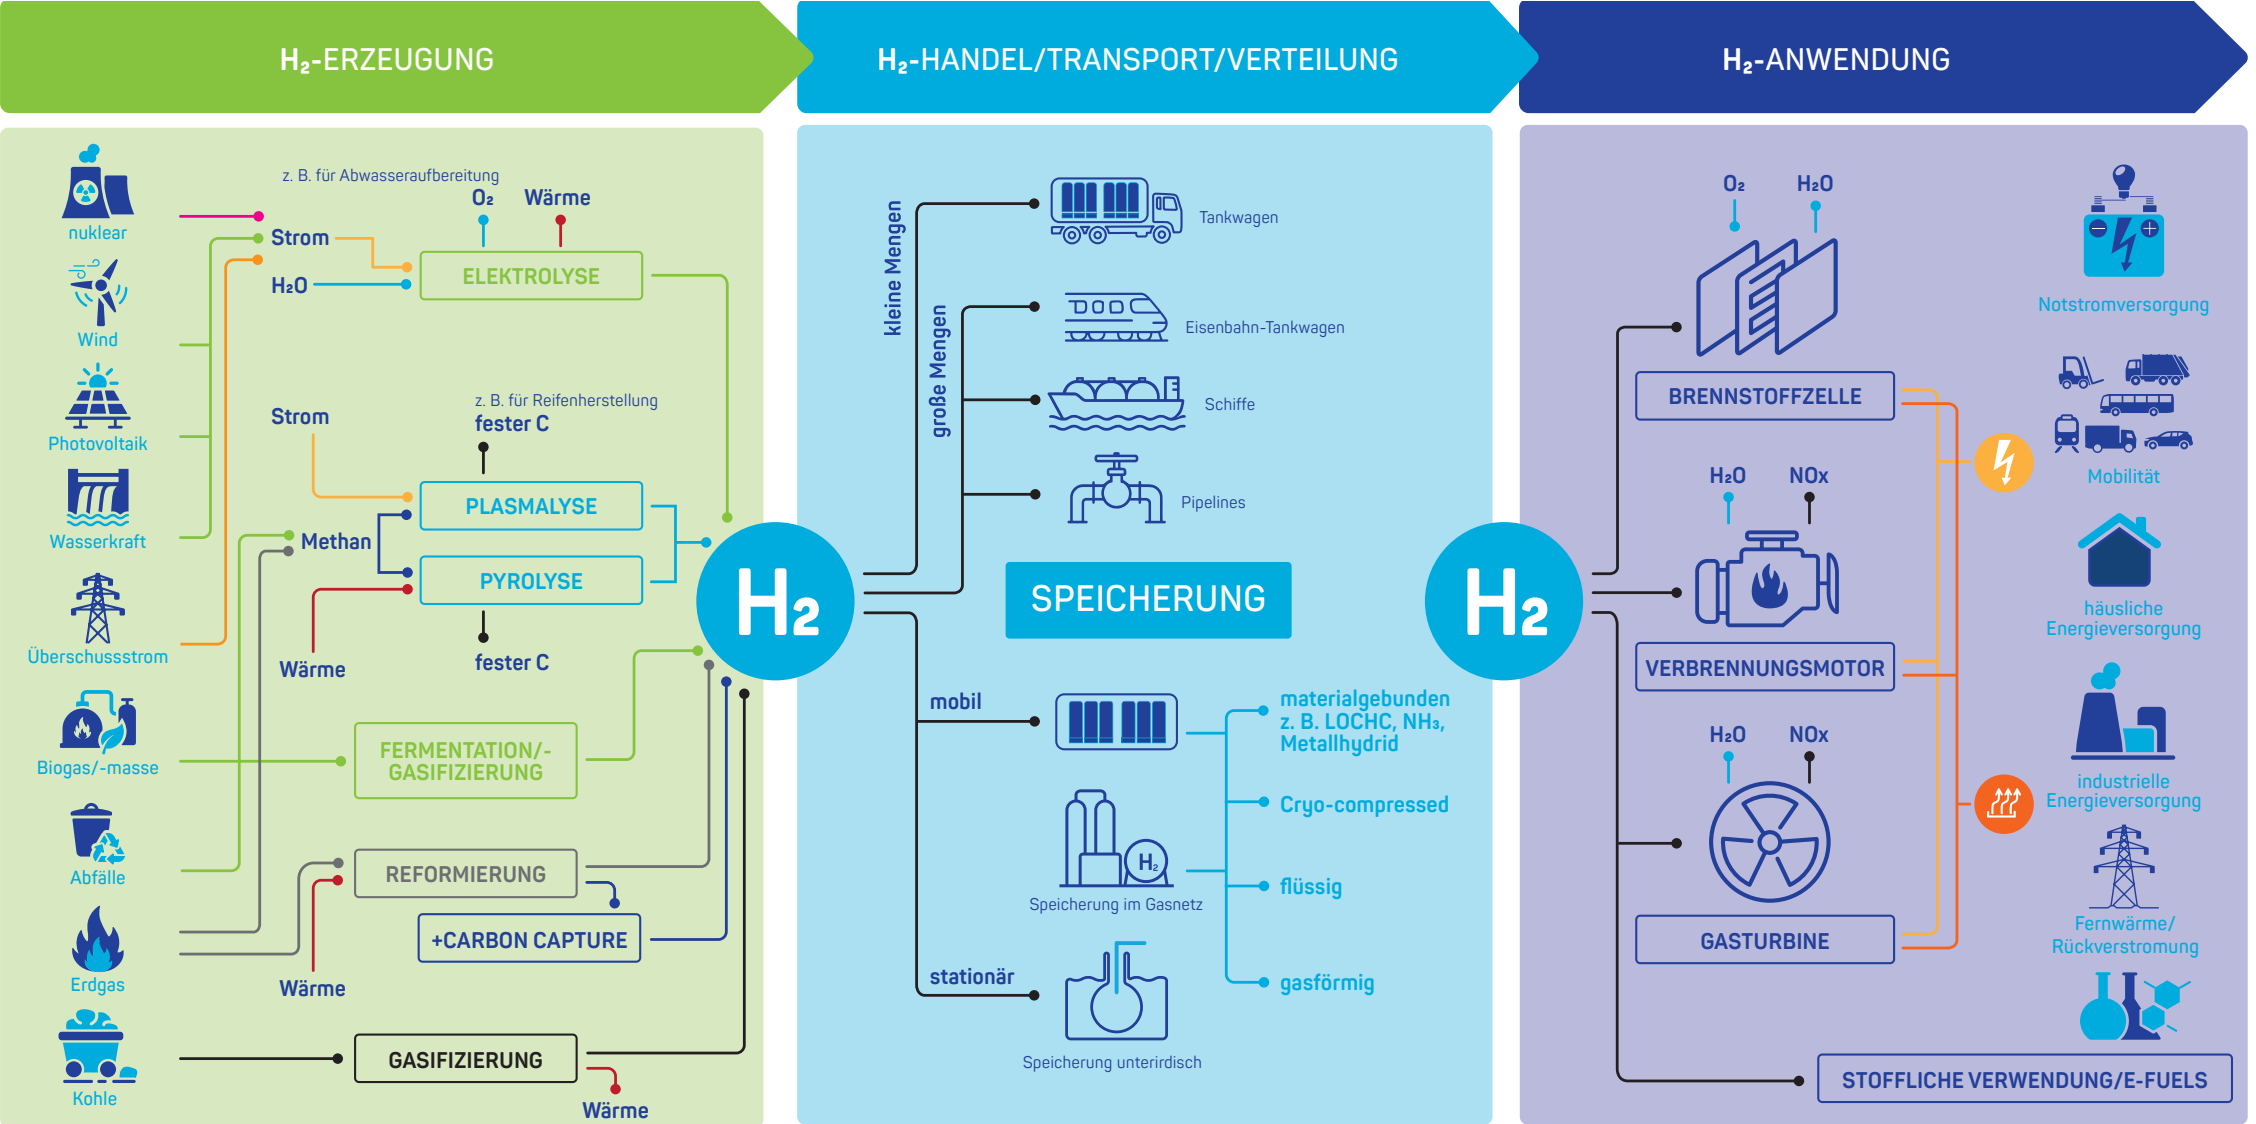 H₂-ERZEUGUNG
H₂-HANDEL/TRANSPORT/VERTEILUNG
H₂-ANWENDUNG
nuklear
Wind
Photovoltaik
Wasserkraft
Überschussstrom
Biogas/-masse
Abfälle
Erdgas
Kohle
z. B. für Abwasseraufbereitung
O₂
Wärme
Strom
H₂O
ELEKTROLYSE
Strom
z. B. für Reifenherstellung
fester C
PLASMALYSE
Methan
PYROLYSE
Wärme
fester C
FERMENTATION/-
GASIFIZIERUNG
REFORMIERUNG
+CARBON CAPTURE
Wärme
GASIFIZIERUNG
Wärme
H₂
kleine Mengen
große Mengen
Tankwagen
Eisenbahn-Tankwagen
Schiffe
Pipelines
SPEICHERUNG
mobil
materialgebunden
z. B. LOCHC, NH₃,
Metallhydrid
Cryo-compressed
H₂
Speicherung im Gasnetz
flüssig
stationär
gasförmig
Speicherung unterirdisch
H₂
O₂
H₂O
BRENNSTOFFZELLE
H₂O
NOx
VERBRENNUNGSMOTOR
H₂O
NOx
GASTURBINE
Notstromversorgung
Mobilität
häusliche
Energieversorgung
industrielle
Energieversorgung
Fernwärme/
Rückverstromung
STOFFLICHE VERWENDUNG/E-FUELS